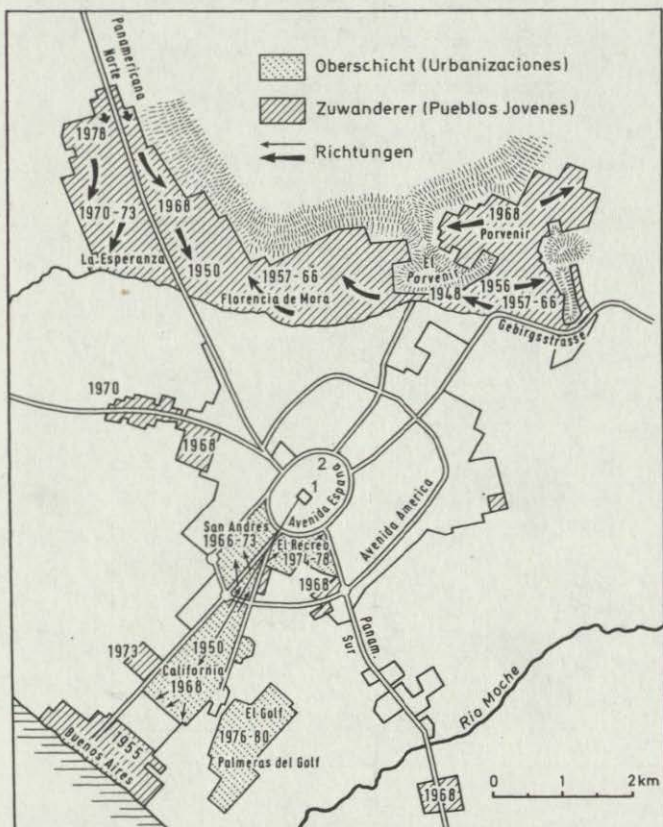 Panamericana
Norte
Oberschicht (Urbanizaciones)
Zuwanderer (Pueblos Jovenes)
Richtungen
1978
1970-73
La Esperanza
1968
1950
1957-66
Florencia de Mora
1968
Porvenir
El
Porvenir
1948
1956
1957-66
Gebirgsstrasse
1970
1968
2
1
Avenida España
Avenida America
San Andres
1966-73
El Recreo
1974-78
1968
Panam.
Sur
1973
1950
California
1968
1955
Buenos Aires
El Golf
1976-80
Palmeras del Golf
Rio Moche
1968
0 1 2 km